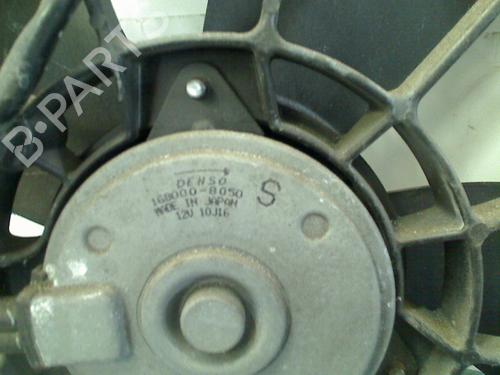 B-PARTS
DENSO
168000-8050
MADE IN JAPAN
12V 10J16
S